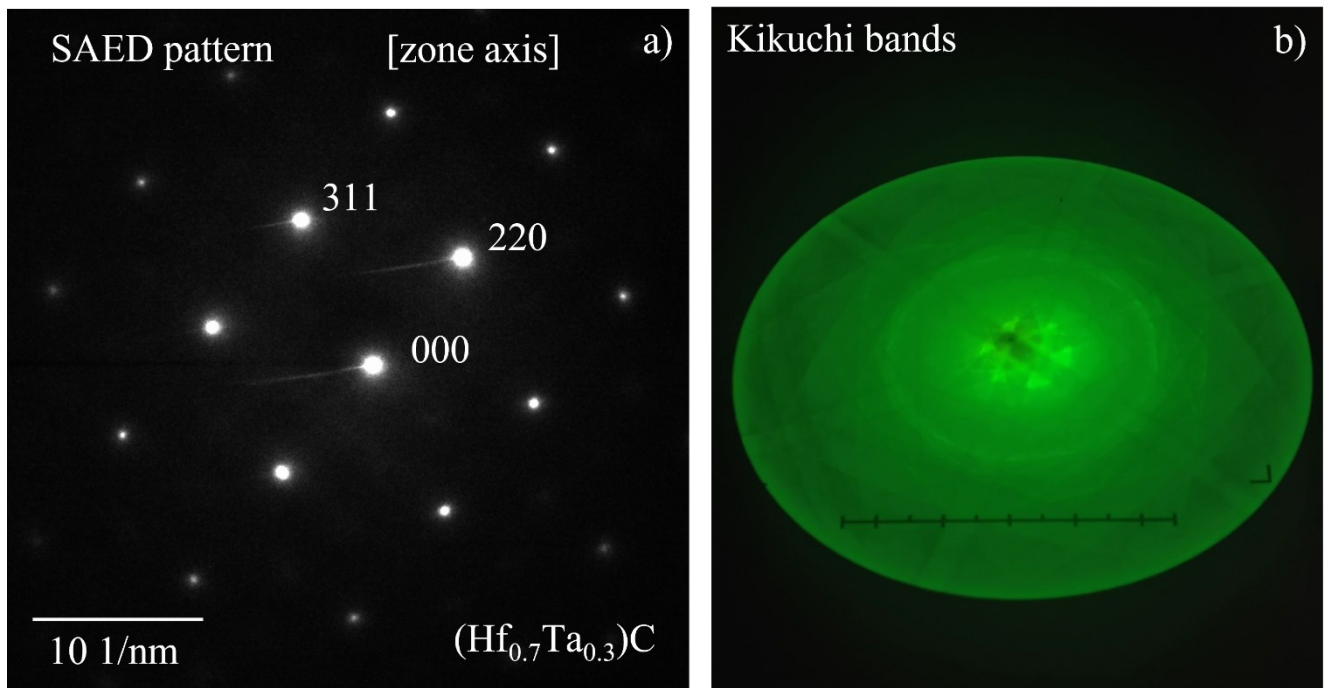 SAED pattern [zone axis] a)
311
220
000
10 1/nm
(Hf0.7Ta0.3)C
Kikuchi bands b)